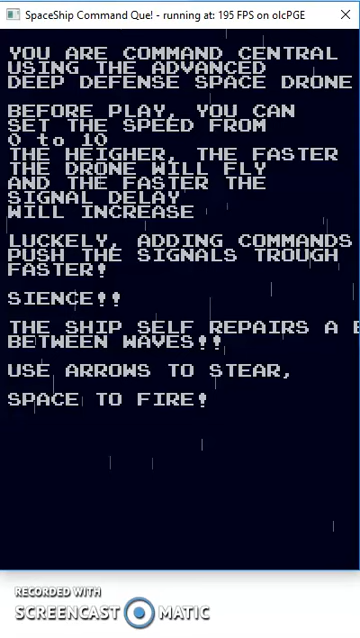 SpaceShip Command Que! - running at: 195 FPS on olcPGE
YOU ARE COMMAND CENTRAL
USING THE ADVANCED
DEEP DEFENSE SPACE DRONE
BEFORE PLAY, YOU CAN
SET THE SPEED FROM
0 to 10
THE HEIGHER, THE FASTER
THE DRONE WILL FLY
AND THE FASTER THE
SIGNAL DELAY
WILL INCREASE
LUCKELY, ADDING COMMANDS
PUSH THE SIGNALS TROUGH
FASTER!
SIENCE!!
THE SHIP SELF REPAIRS A
BETWEEN WAVES!!
USE ARROWS TO STEAR,
SPACE TO FIRE!
RECORDED WITH
SCREENCAST MATIC